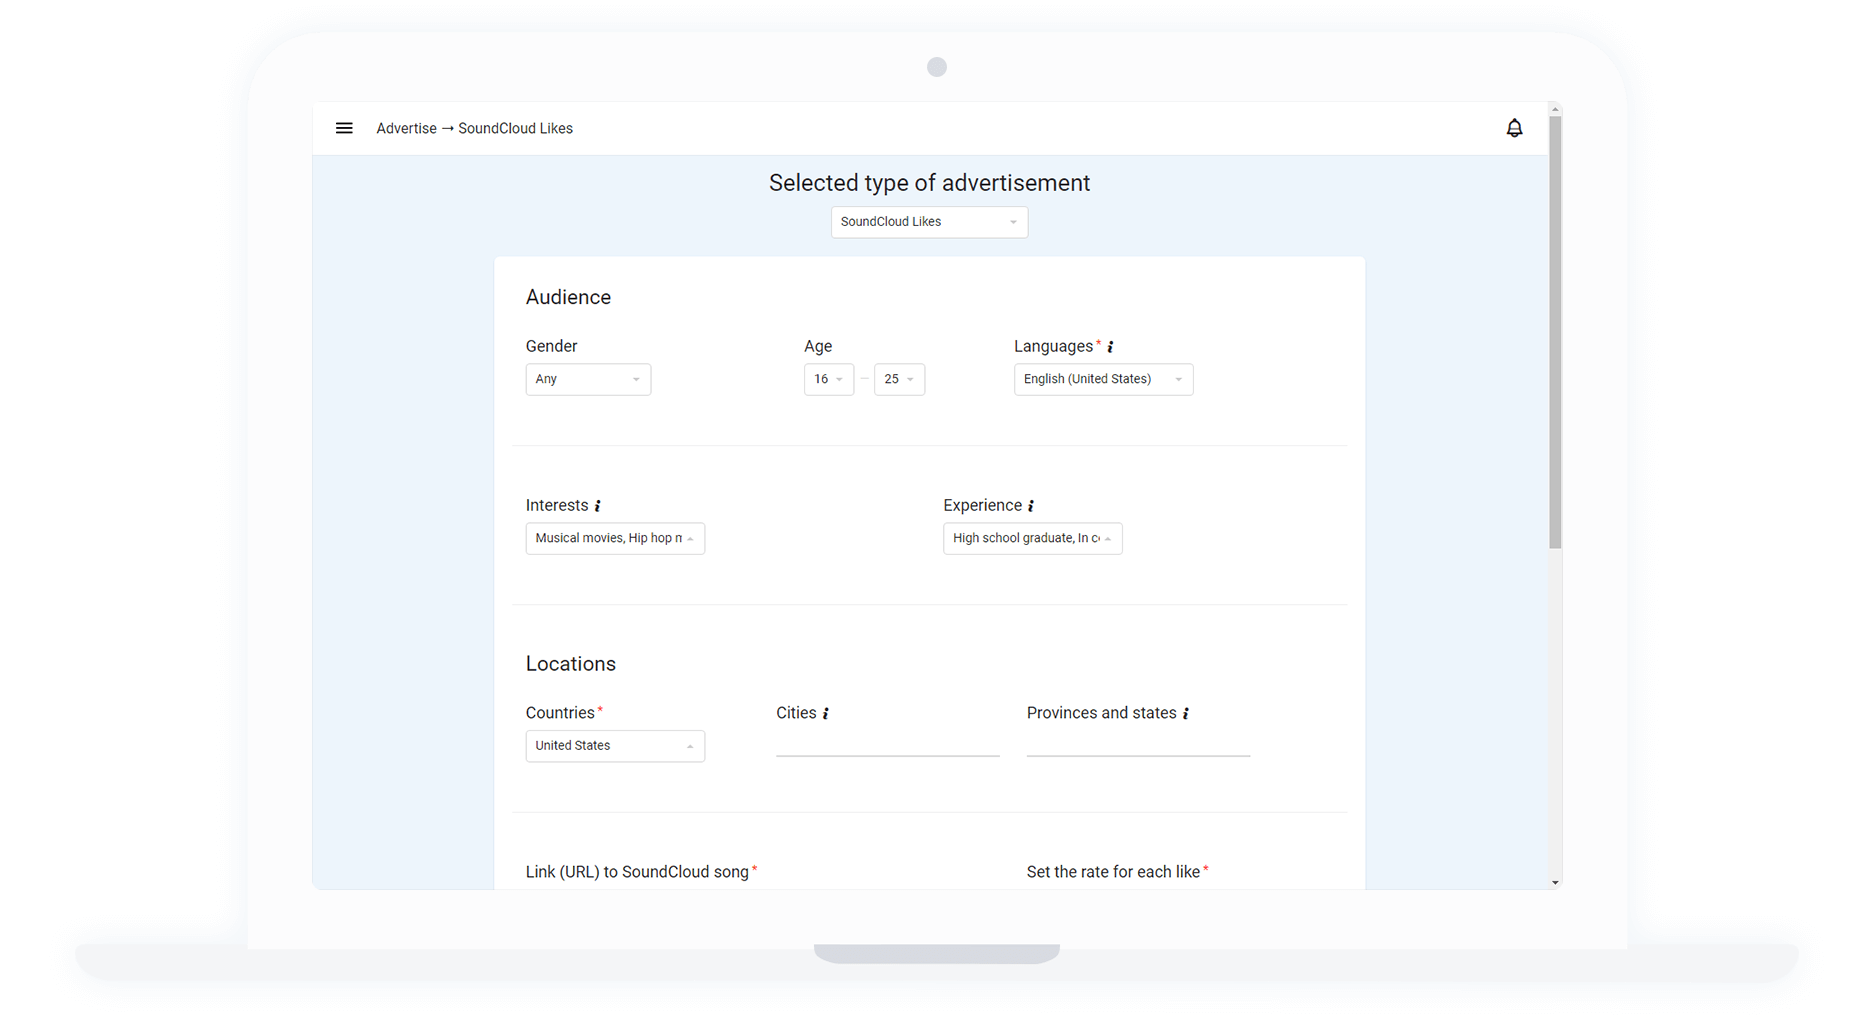 Advertise → SoundCloud Likes
Selected type of advertisement
SoundCloud Likes
Audience
Gender Age Languages* i
Any 16 – 25 English (United States)
Interests i Experience i
Musical movies, Hip hop High school graduate, In
Locations
Countries* Cities i Provinces and states i
United States
Link (URL) to SoundCloud song* Set the rate for each like*